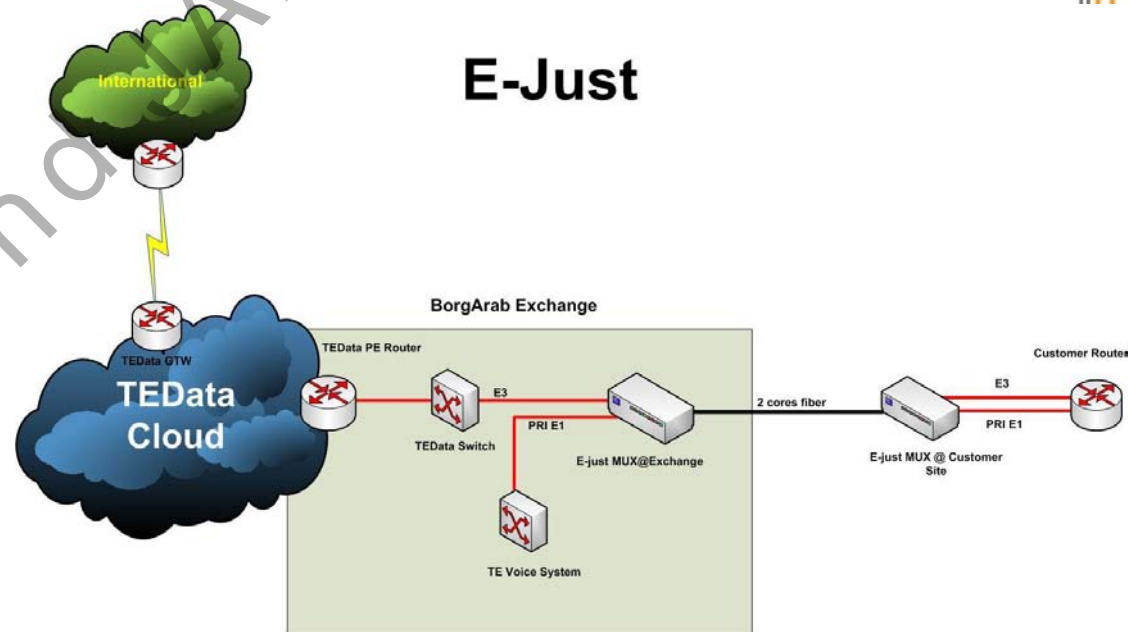 E-Just
International
BorgArab Exchange
TEData GTW
TEData PE Router
TEData
Cloud
E3
PRI E1
TEData Switch
E-just MUX@Exchange
TE Voice System
2 cores fiber
E-just MUX @ Customer
Site
Customer Router
E3
PRI E1